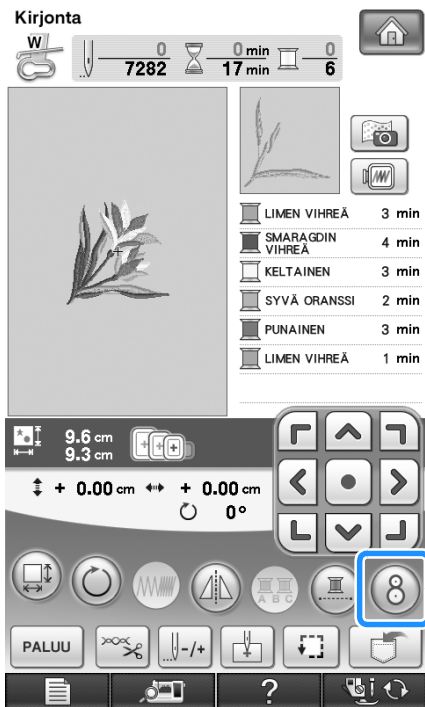 Kirjonta
W
0
7282
0 min
17 min
0
6
LIMEN VIHREÄ 3 min
SMARAGDIN
VIHREÄ 4 min
KELTAINEN 3 min
SYVÄ ORANSSI 2 min
PUNAINEN 3 min
LIMEN VIHREÄ 1 min
9.6 cm
9.3 cm
+ 0.00 cm + 0.00 cm
0°
A B C
8
PALUU -/+
?